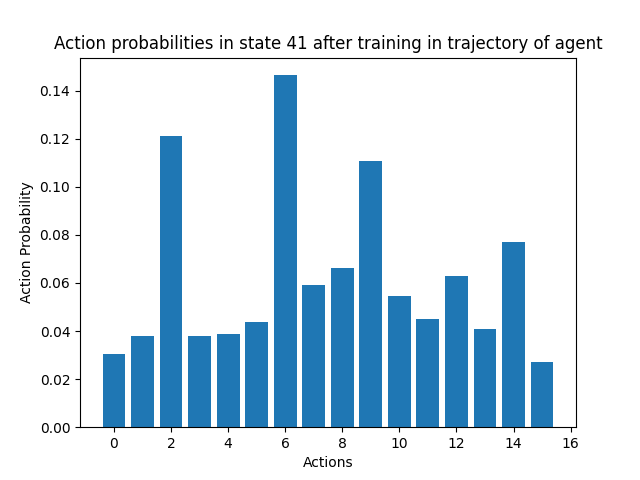 Action probabilities in state 41 after training in trajectory of agent
0.14
0.12
0.10
0.08
0.06
0.04
0.02
0.00
Action Probability
0 2 4 6 8 10 12 14 16
Actions